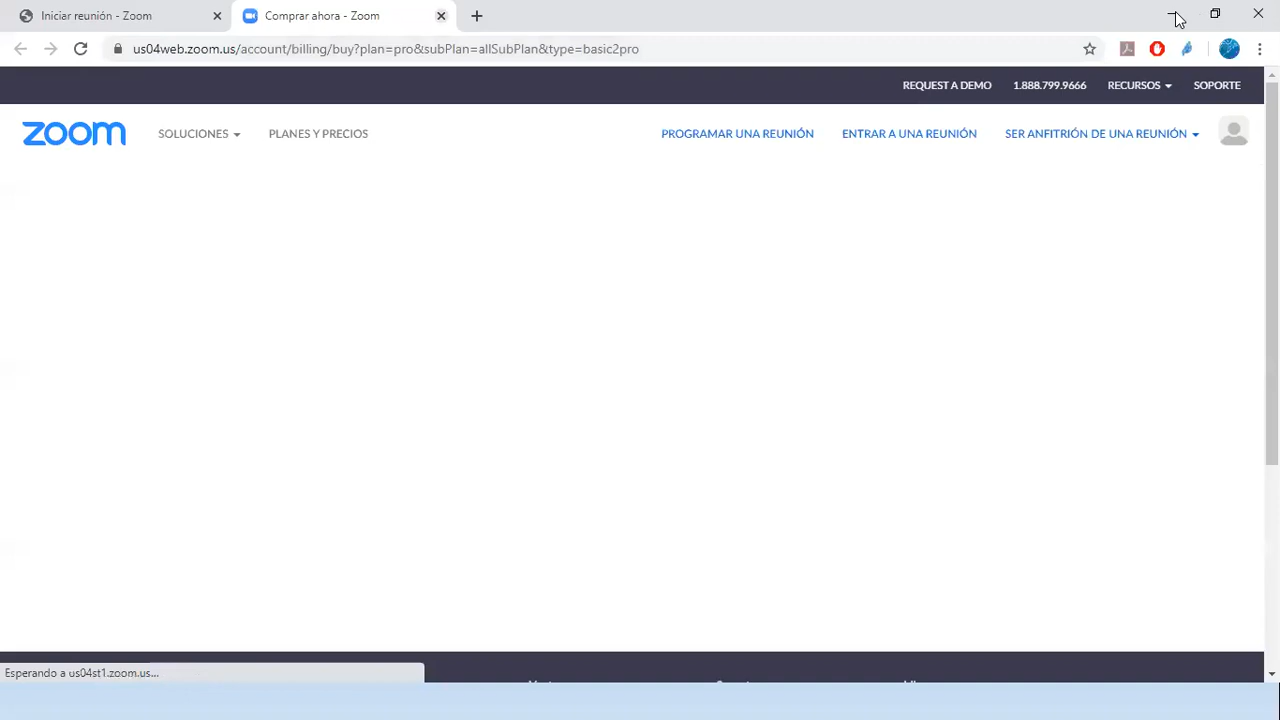 Iniciar reunión - Zoom
Comprar ahora - Zoom
us04web.zoom.us/account/billing/buy?plan=pro&subPlan=allSubPlan&type=basic2pro
REQUEST A DEMO 1.888.799.9666 RECURSOS SOPORTE
zoom SOLUCIONES PLANES Y PRECIOS PROGRAMAR UNA REUNIÓN ENTRAR A UNA REUNIÓN SER ANFITRIÓN DE UNA REUNIÓN
Esperando a us04st1.zoom.us...